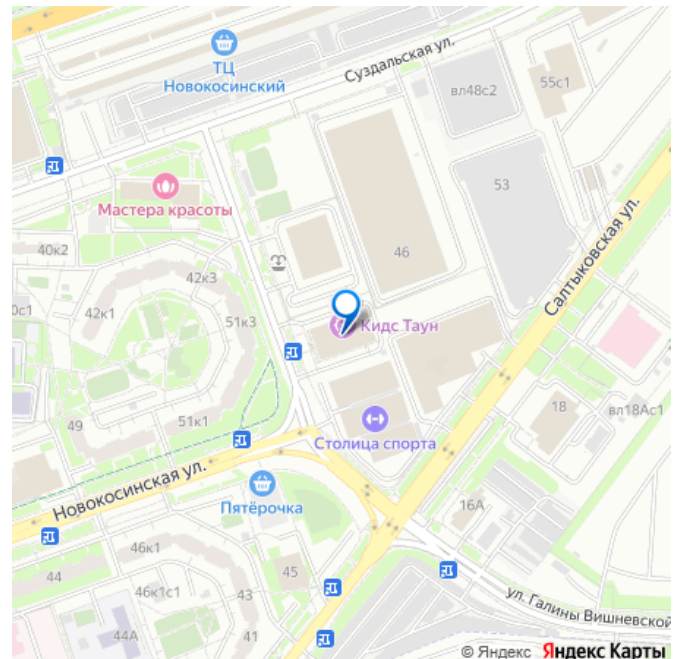 Суздальская ул.
ТЦ
Новокосинский
вл48с2
55с1
53
Мастера красоты
40к2
42к3
46
Салтыковская ул.
42к1
51к3
Кидс Таун
0с1
49
51к1
18
вл18Ас1
Столица спорта
Новокосинская ул.
Пятёрочка
16А
46к1
44
45
46к1с1
43
ул. Галины Вишневской
44А
41
© Яндекс Яндекс Карты